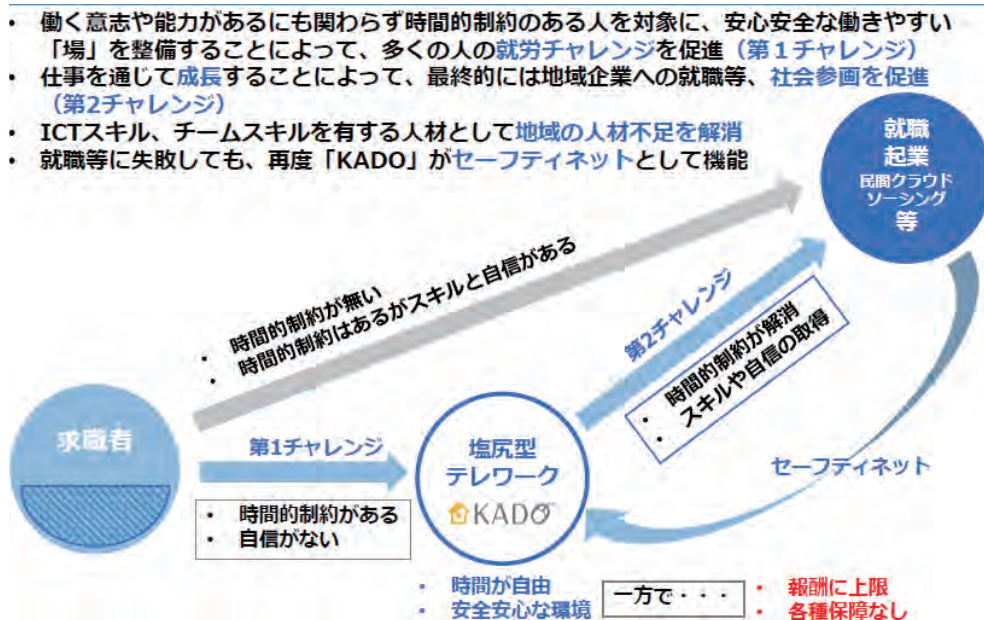 • 働く意志や能力があるにも関わらず時間的制約のある人を対象に、安心安全な働きやすい
「場」を整備することによって、多くの人の就労チャレンジを促進（第１チャレンジ）
• 仕事を通じて成長することによって、最終的には地域企業への就職等、社会参画を促進
（第2チャレンジ）
• ICTスキル、チームスキルを有する人材として地域の人材不足を解消
• 就職等に失敗しても、再度「KADO」がセーフティネットとして機能
就職
起業
民間クラウド
ソーシング
等
• 時間的制約が無い
• 時間的制約はあるがスキルと自信がある
第2チャレンジ
• 時間的制約が解消
• スキルや自信の取得
求職者
第1チャレンジ
• 時間的制約がある
• 自信がない
塩尻型
テレワーク
KADO
セーフティネット
• 時間が自由
• 安全安心な環境
一方で・・・
• 報酬に上限
• 各種保障なし